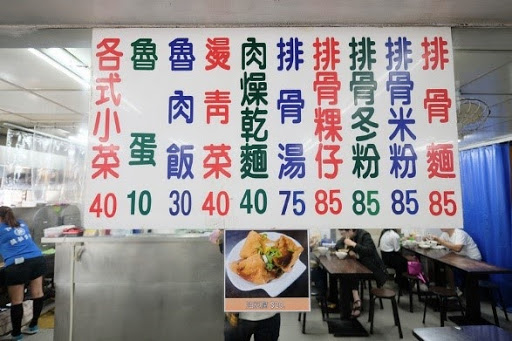 排骨麵 85
排骨米粉 85
排骨冬粉 85
排骨粿仔 85
排骨湯 75
肉燥乾麵 40
燙青菜 40
魯肉飯 30
魯蛋 10
各式小菜 40